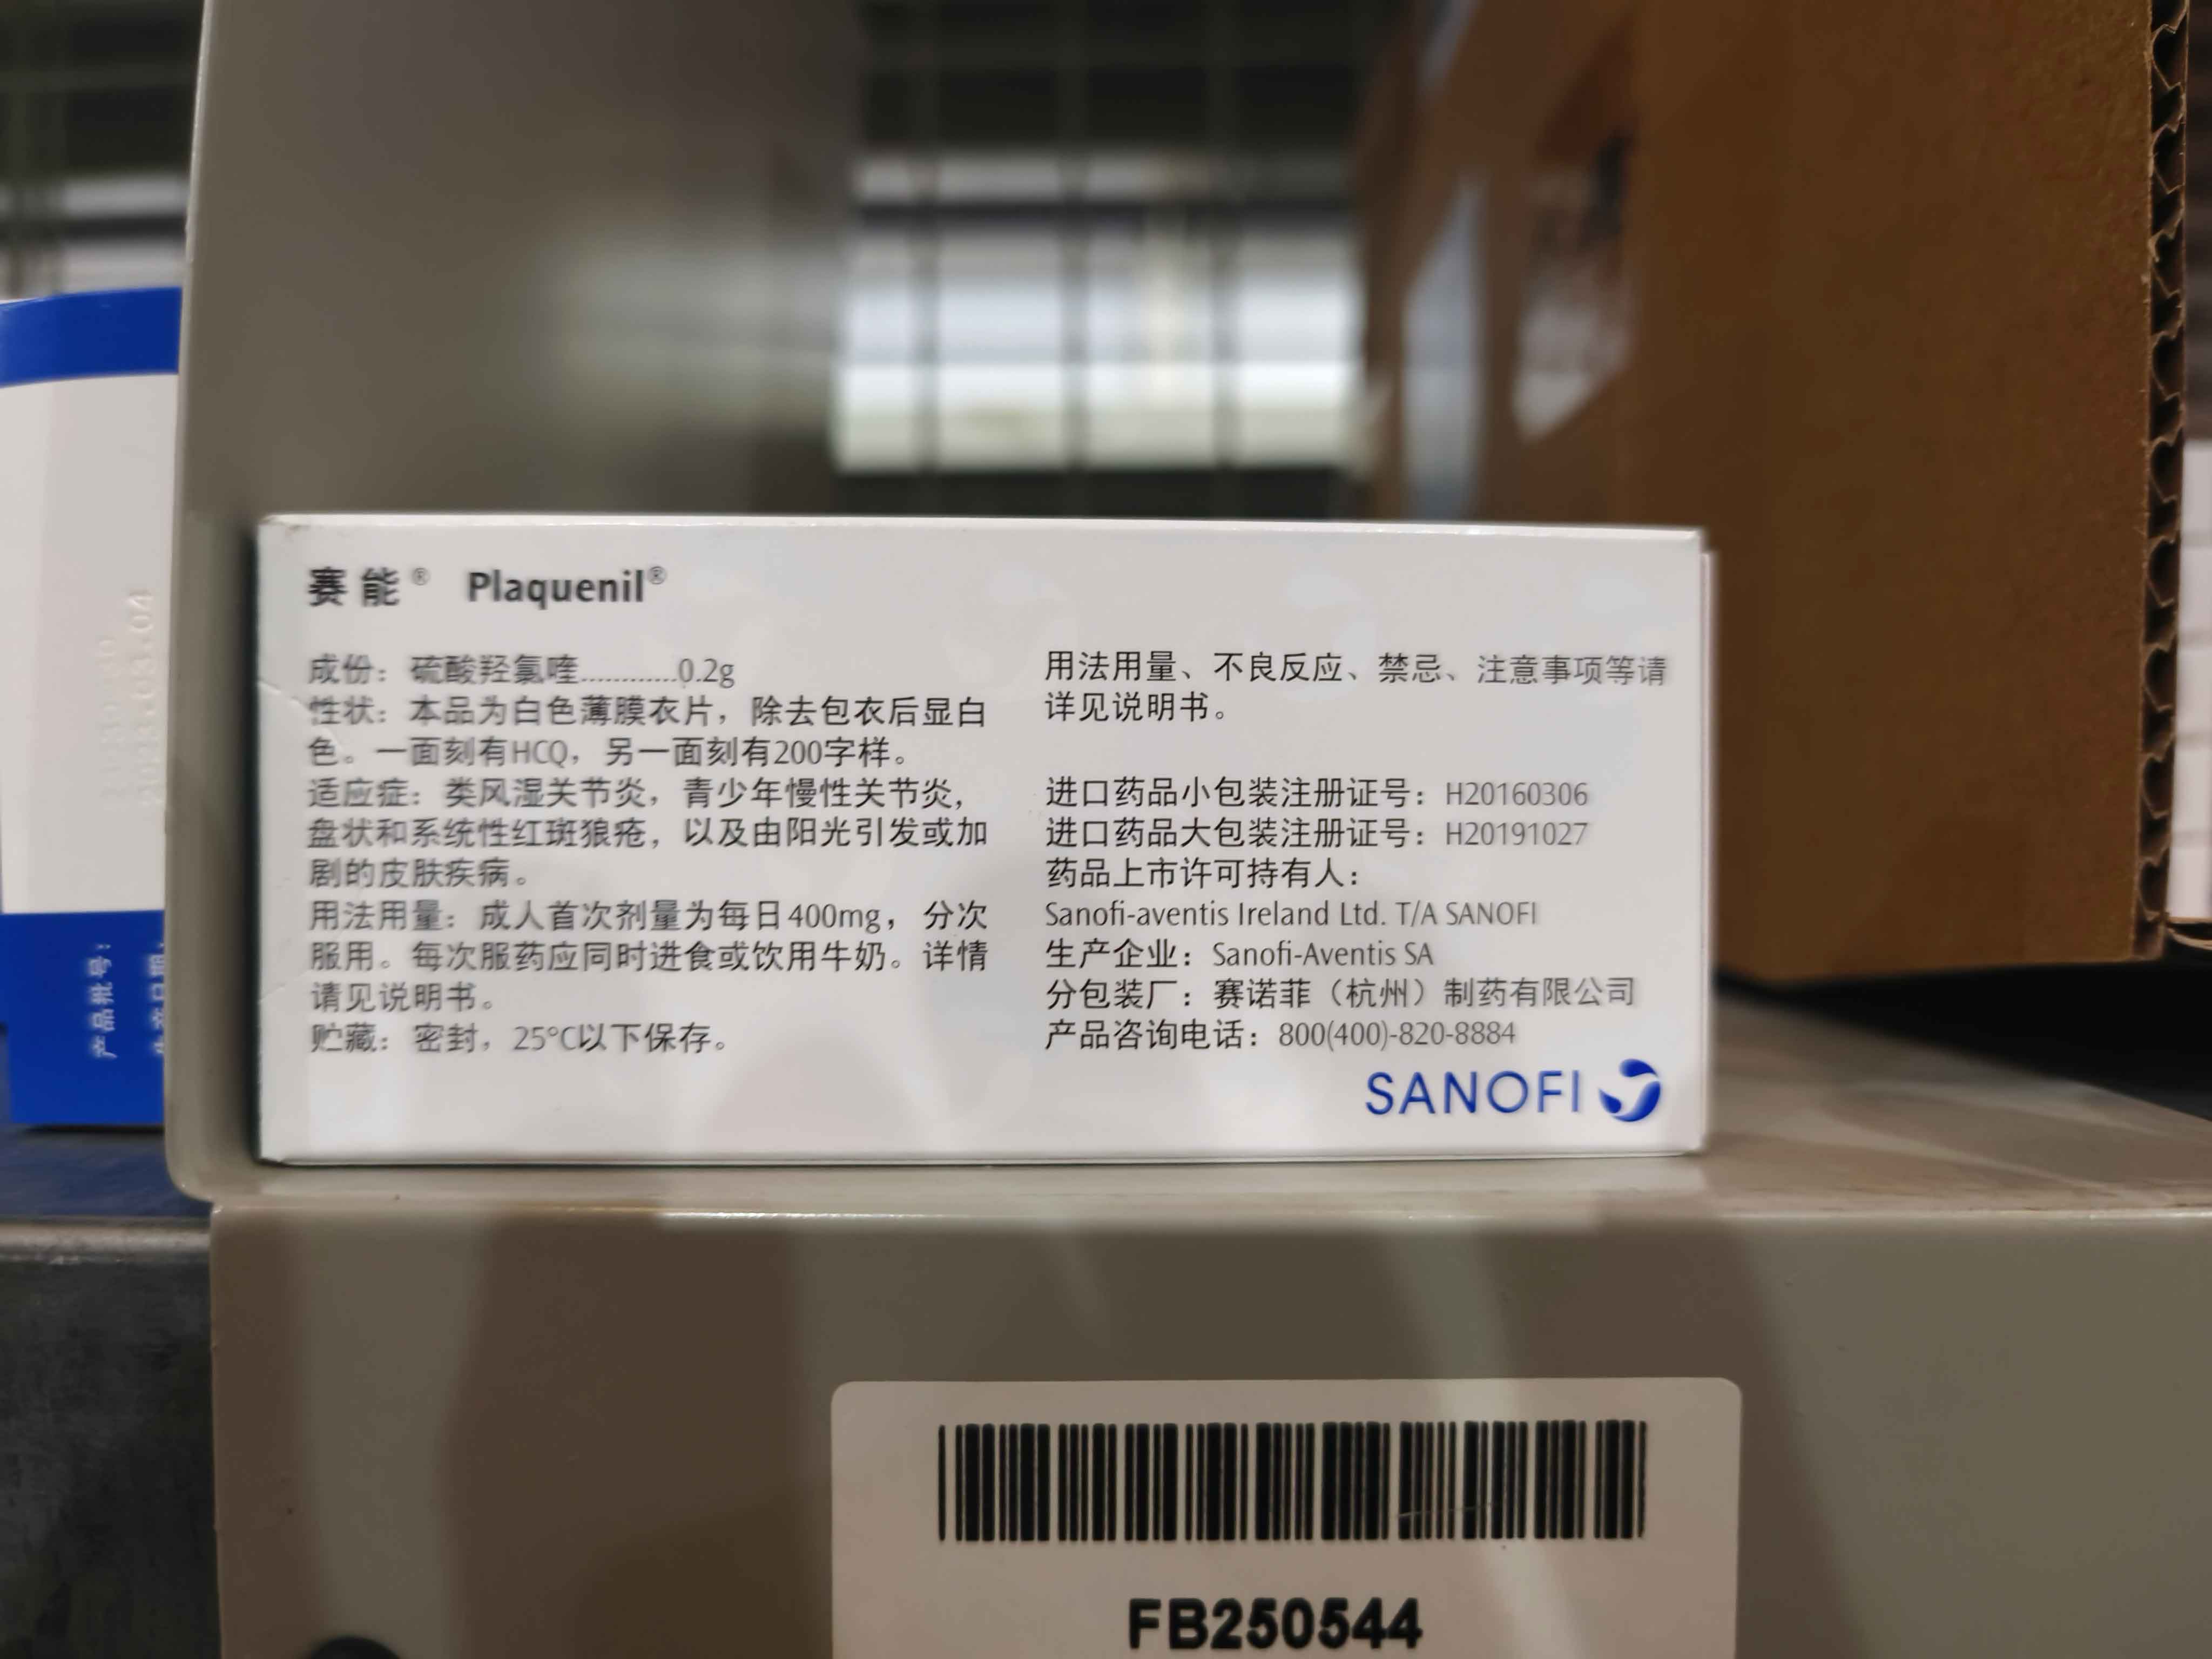 赛能® Plaquenil®
成份：硫酸羟氯喹............0.2g
性状：本品为白色薄膜衣片，除去包衣后显白
色。一面刻有HCQ，另一面刻有200字样。
适应症：类风湿关节炎，青少年慢性关节炎，
盘状和系统性红斑狼疮，以及由阳光引发或加
剧的皮肤疾病。
用法用量：成人首次剂量为每日400mg，分次
服用。每次服药应同时进食或饮用牛奶。详情
请见说明书。
贮藏：密封，25°C以下保存。
用法用量、不良反应、禁忌、注意事项等请
详见说明书。
进口药品小包装注册证号：H20160306
进口药品大包装注册证号：H20191027
药品上市许可持有人：
Sanofi-aventis Ireland Ltd. T/A SANOFI
生产企业：Sanofi-Aventis SA
分包装厂：赛诺菲（杭州）制药有限公司
产品咨询电话：800(400)-820-8884
SANOFI
产品批号：
FB250544